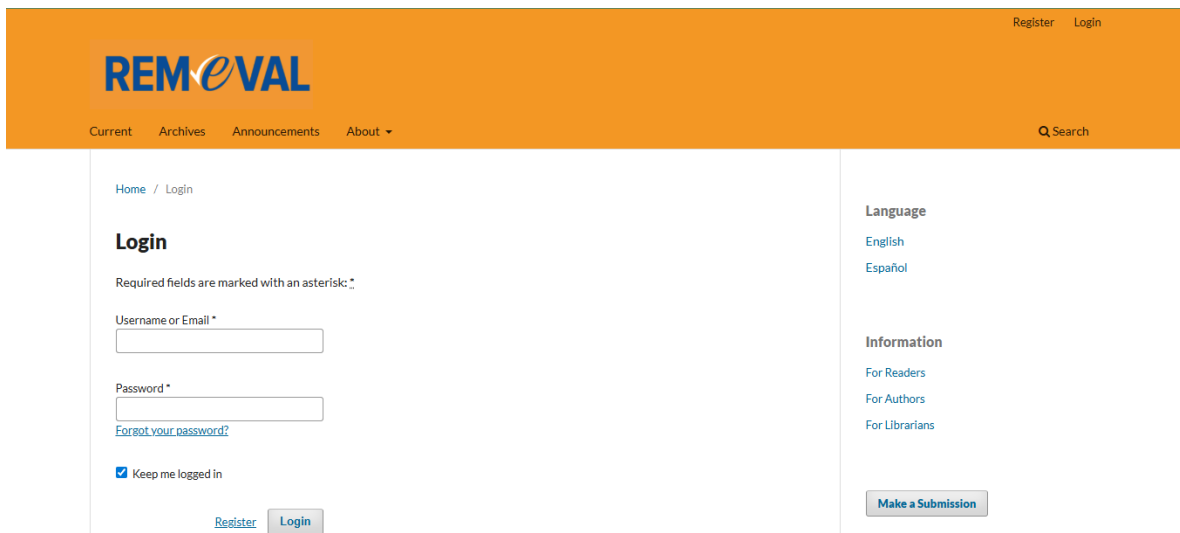 Register Login
REMeVAL
Current Archives Announcements About
Search
Home / Login
Login
Required fields are marked with an asterisk: *
Username or Email *
Password *
Forgot your password?
Keep me logged in
Register Login
Language
English
Español
Information
For Readers
For Authors
For Librarians
Make a Submission